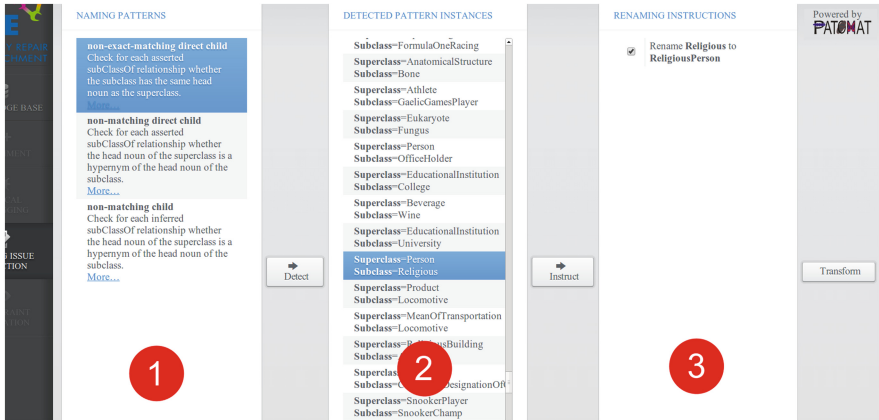 NAMING PATTERNS
non-exact-matching direct child
Check for each asserted
subClassOf relationship whether
the subclass has the same head
noun as the superclass.
More...
non-matching direct child
Check for each asserted
subClassOf relationship whether
the head noun of the superclass is a
hypernym of the head noun of the
subclass.
More...
non-matching child
Check for each inferred
subClassOf relationship whether
the head noun of the superclass is a
hypernym of the head noun of the
subclass.
More...
1
Detect
DETECTED PATTERN INSTANCES
Subclass=FormulaOneRacing
Superclass=AnatomicalStructure
Subclass=Bone
Superclass=Athlete
Subclass=GaelicGamesPlayer
Superclass=Eukaryote
Subclass=Fungus
Superclass=Person
Subclass=OfficeHolder
Superclass=EducationalInstitution
Subclass=College
Superclass=Beverage
Subclass=Wine
Superclass=EducationalInstitution
Subclass=University
Superclass=Person
Subclass=Religious
Superclass=Product
Subclass=Locomotive
Superclass=MeanOfTransportation
Subclass=Locomotive
Superclass=
Subclass=
Subclass=
Superclass=SnookerPlayer
Subclass=SnookerChamp
2
Instruct
RENAMING INSTRUCTIONS
Rename Religious to
ReligiousPerson
3
Powered by
PATOMAT
Transform